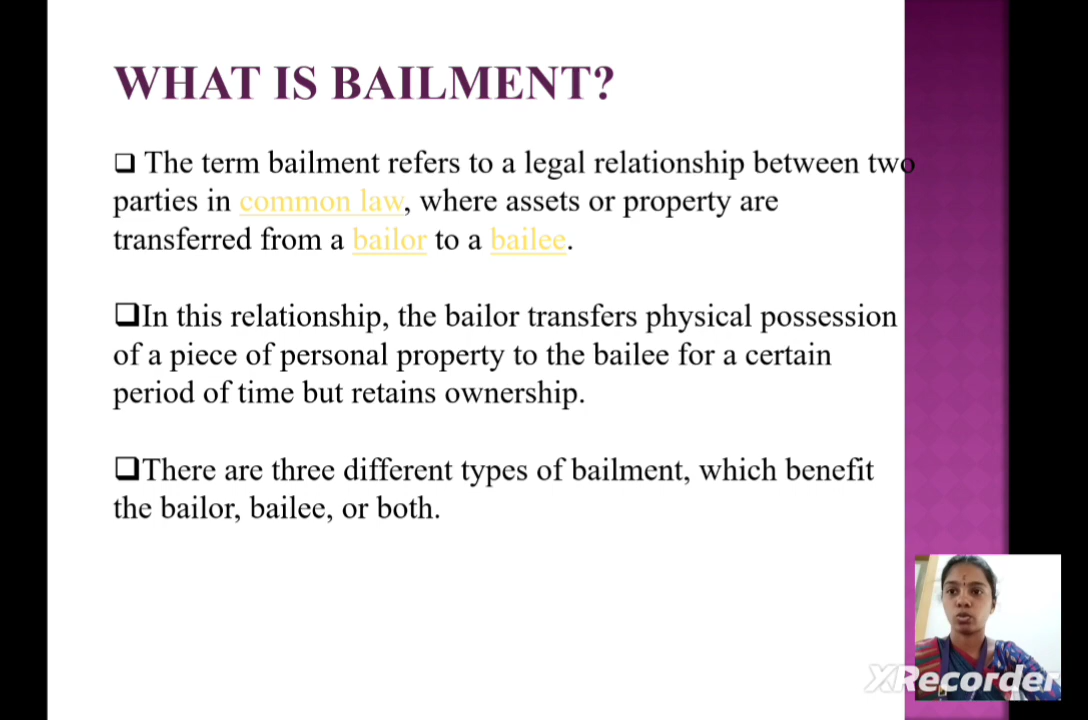 WHAT IS BAILMENT?
❑ The term bailment refers to a legal relationship between two
parties in common law, where assets or property are
transferred from a bailor to a bailee.
❑In this relationship, the bailor transfers physical possession
of a piece of personal property to the bailee for a certain
period of time but retains ownership.
❑There are three different types of bailment, which benefit
the bailor, bailee, or both.
XRecorder